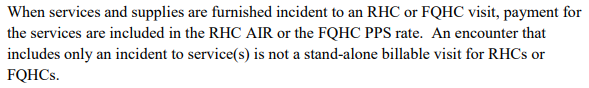 When services and supplies are furnished incident to an RHC or FQHC visit, payment for
the services are included in the RHC AIR or the FQHC PPS rate.  An encounter that
includes only an incident to service(s) is not a stand-alone billable visit for RHCs or
FQHCs.